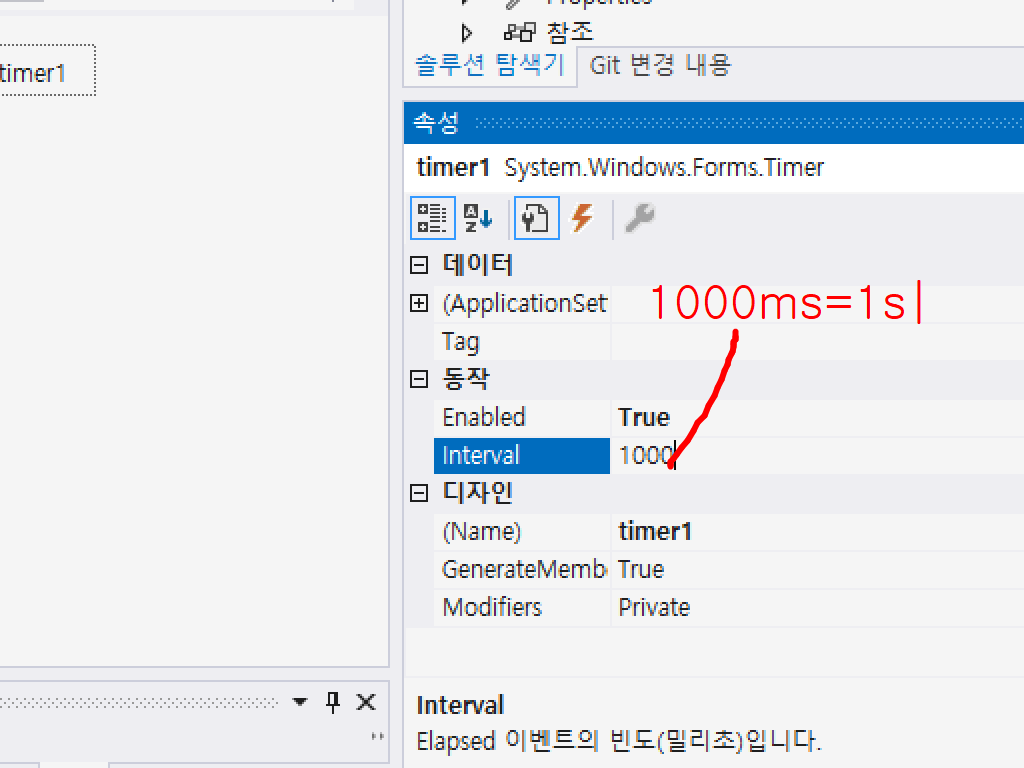 Properties
참조
timer1
솔루션 탐색기 Git 변경 내용
속성
timer1 System.Windows.Forms.Timer
데이터
(ApplicationSet
1000ms=1s
Tag
동작
Enabled True
Interval 1000
디자인
(Name) timer1
GenerateMemb True
Modifiers Private
Interval
Elapsed 이벤트의 빈도(밀리초)입니다.